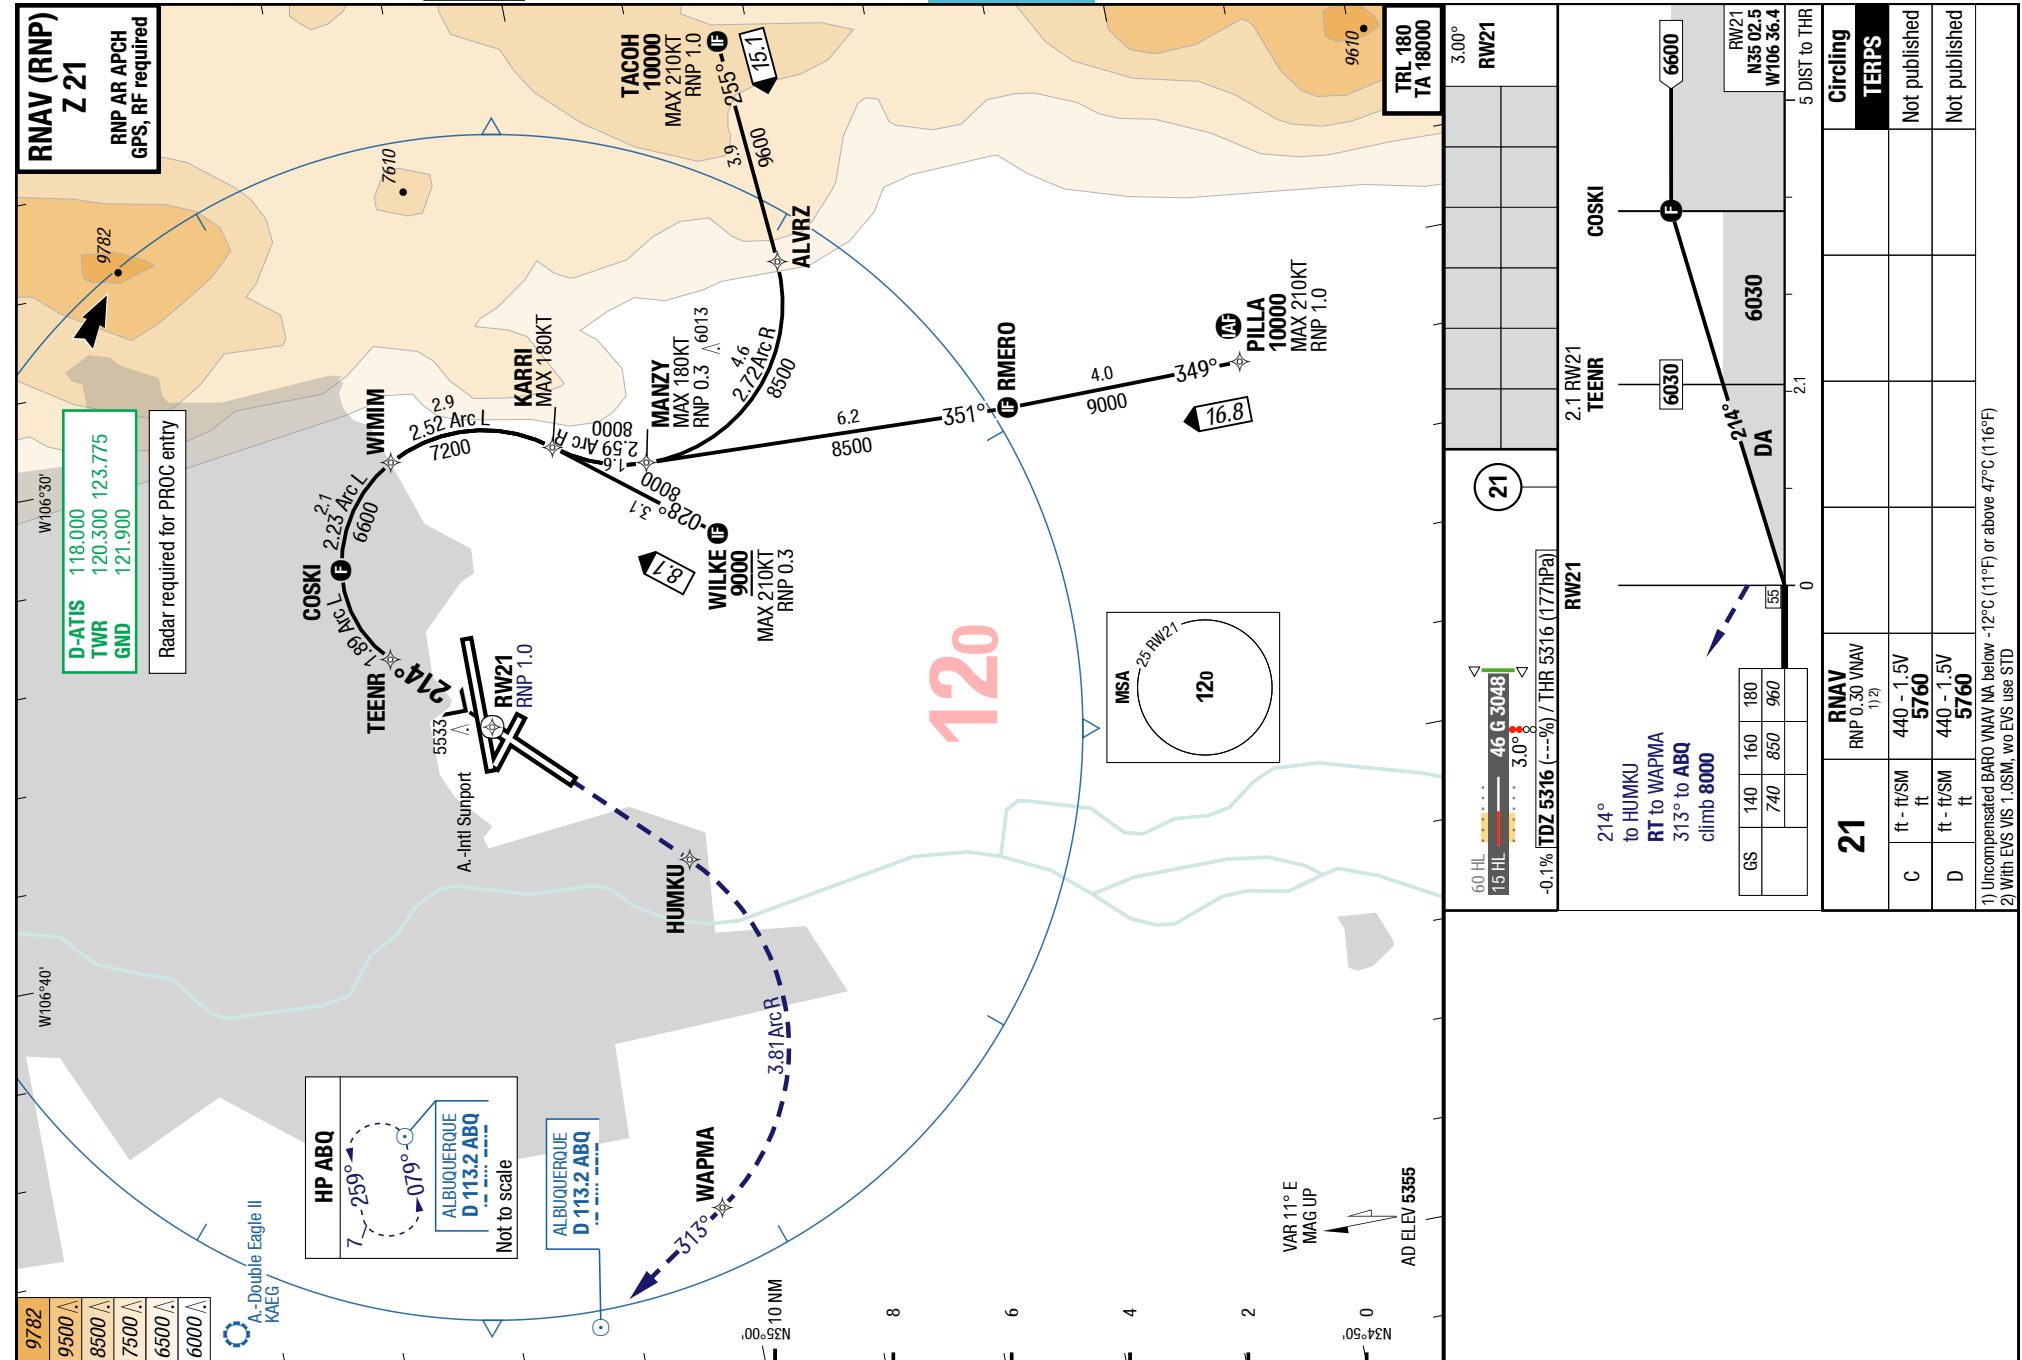 RNAV (RNP)
Z 21
RNP AR APCH
GPS, RF required
D-ATIS 118.000
TWR 120.300 123.775
GND 121.900
Radar required for PROC entry
W106°30'
W106°40'
9782
7610
9610
TACOH
10000
MAX 210KT
RNP 1.0
IF
255°
15.1
3.9
9600
ALVRZ
4.6
2.72 Arc R
8500
6013
WIMIM
2.9
2.52 Arc L
7200
KARRI
MAX 180KT
1.6
2.59 Arc R
8000
MANZY
MAX 180KT
RNP 0.3
COSKI
F
2.1
2.23 Arc L
6600
TEENR
1.89 Arc L
214°
RW21
RNP 1.0
5533
A.-Intl Sunport
WILKE
9000
MAX 210KT
RNP 0.3
IF
028°
3.1
8000
8.1
6.2
8500
351°
IF
RMERO
4.0
9000
349°
16.8
IAF
PILLA
10000
MAX 210KT
RNP 1.0
120
MSA
25 RW21
120
HUMKU
3.81 Arc R
WAPMA
313°
HP ABQ
259°
079°
7
ALBUQUERQUE
D 113.2 ABQ
Not to scale
ALBUQUERQUE
D 113.2 ABQ
A.-Double Eagle II
KAEG
9782
9500
8500
7500
6500
6000
10 NM
8
6
4
2
0
N35°00'
N34°50'
VAR 11° E
MAG UP
AD ELEV 5355
TRL 180
TA 18000
3.00°
RW21
21
60 HL
15 HL
46 G 3048
3.0°
-0.1% TDZ 5316 (---%) / THR 5316 (177hPa)
RW21
2.1 RW21
TEENR
COSKI
6030
6600
F
6030
214°
DA
RW21
N35 02.5
W106 36.4
55
0
2.1
5 DIST to THR
214°
to HUMKU
RT to WAPMA
313° to ABQ
climb 8000
GS 140 160 180
740 850 960
21
RNAV
RNP 0.30 VNAV
1) 2)
Circling
TERPS
C ft - ft/SM 440 - 1.5V Not published
ft 5760
D ft - ft/SM 440 - 1.5V Not published
ft 5760
1) Uncompensated BARO VNAV NA below -12°C (11°F) or above 47°C (116°F)
2) With EVS VIS 1.0SM, wo EVS use STD